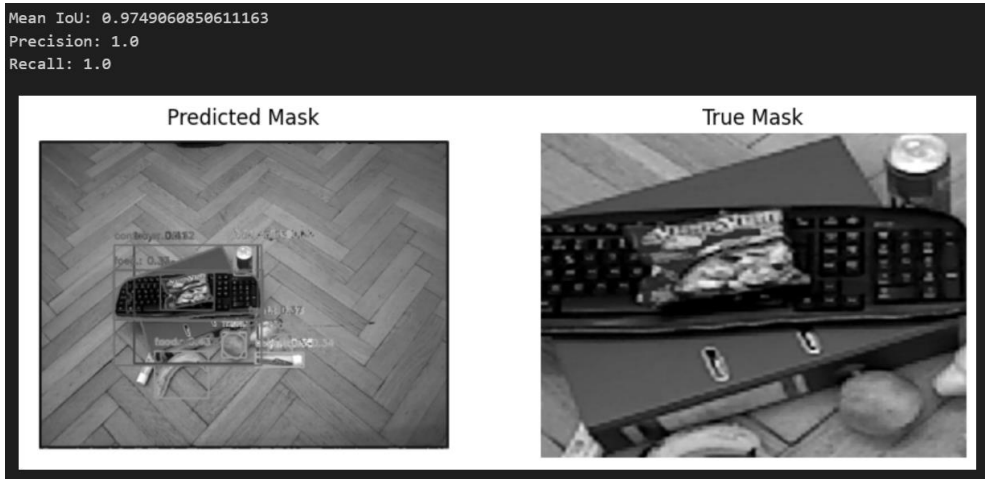 Mean IoU: 0.9749060850611163
Precision: 1.0
Recall: 1.0
Predicted Mask
True Mask